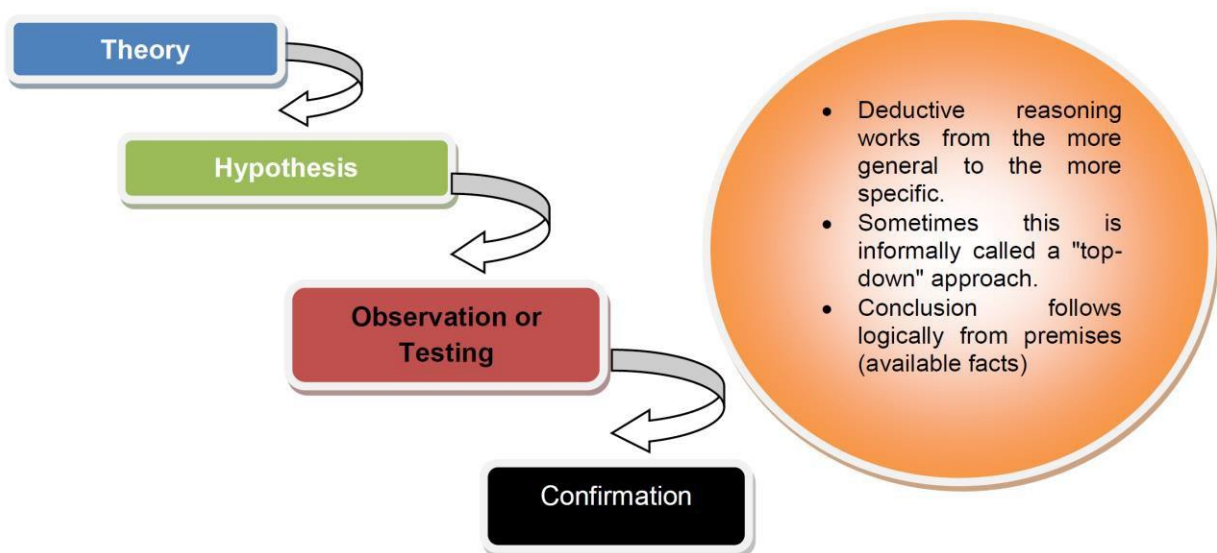 Theory
Hypothesis
Observation or
Testing
Confirmation
• Deductive reasoning
works from the more
general to the more
specific.
• Sometimes this is
informally called a "top-
down" approach.
• Conclusion follows
logically from premises
(available facts)